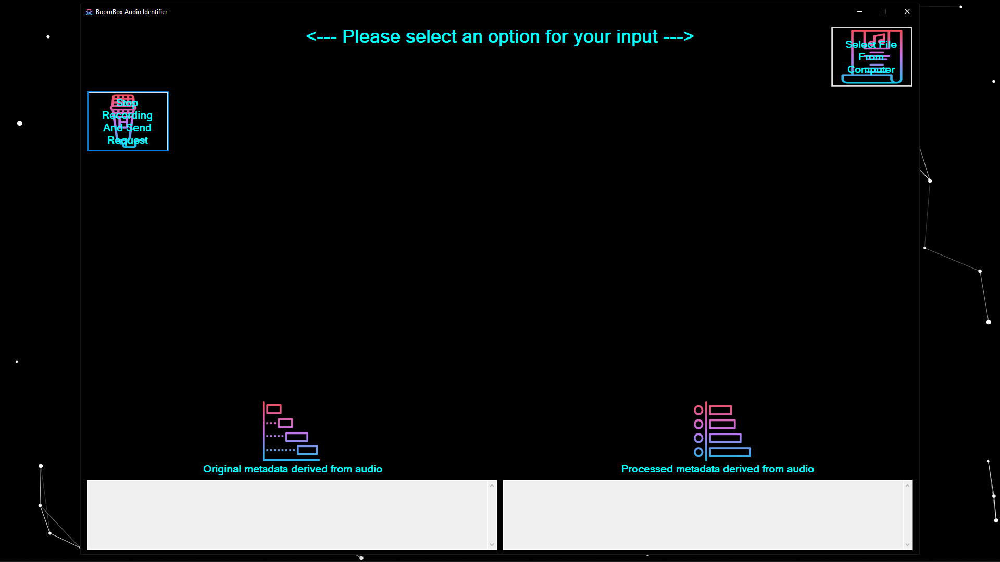 BoomBox Audio Identifier
<--- Please select an option for your input --->
Select File
From
Computer
Stop
Recording
And Send
Request
Original metadata derived from audio
Processed metadata derived from audio